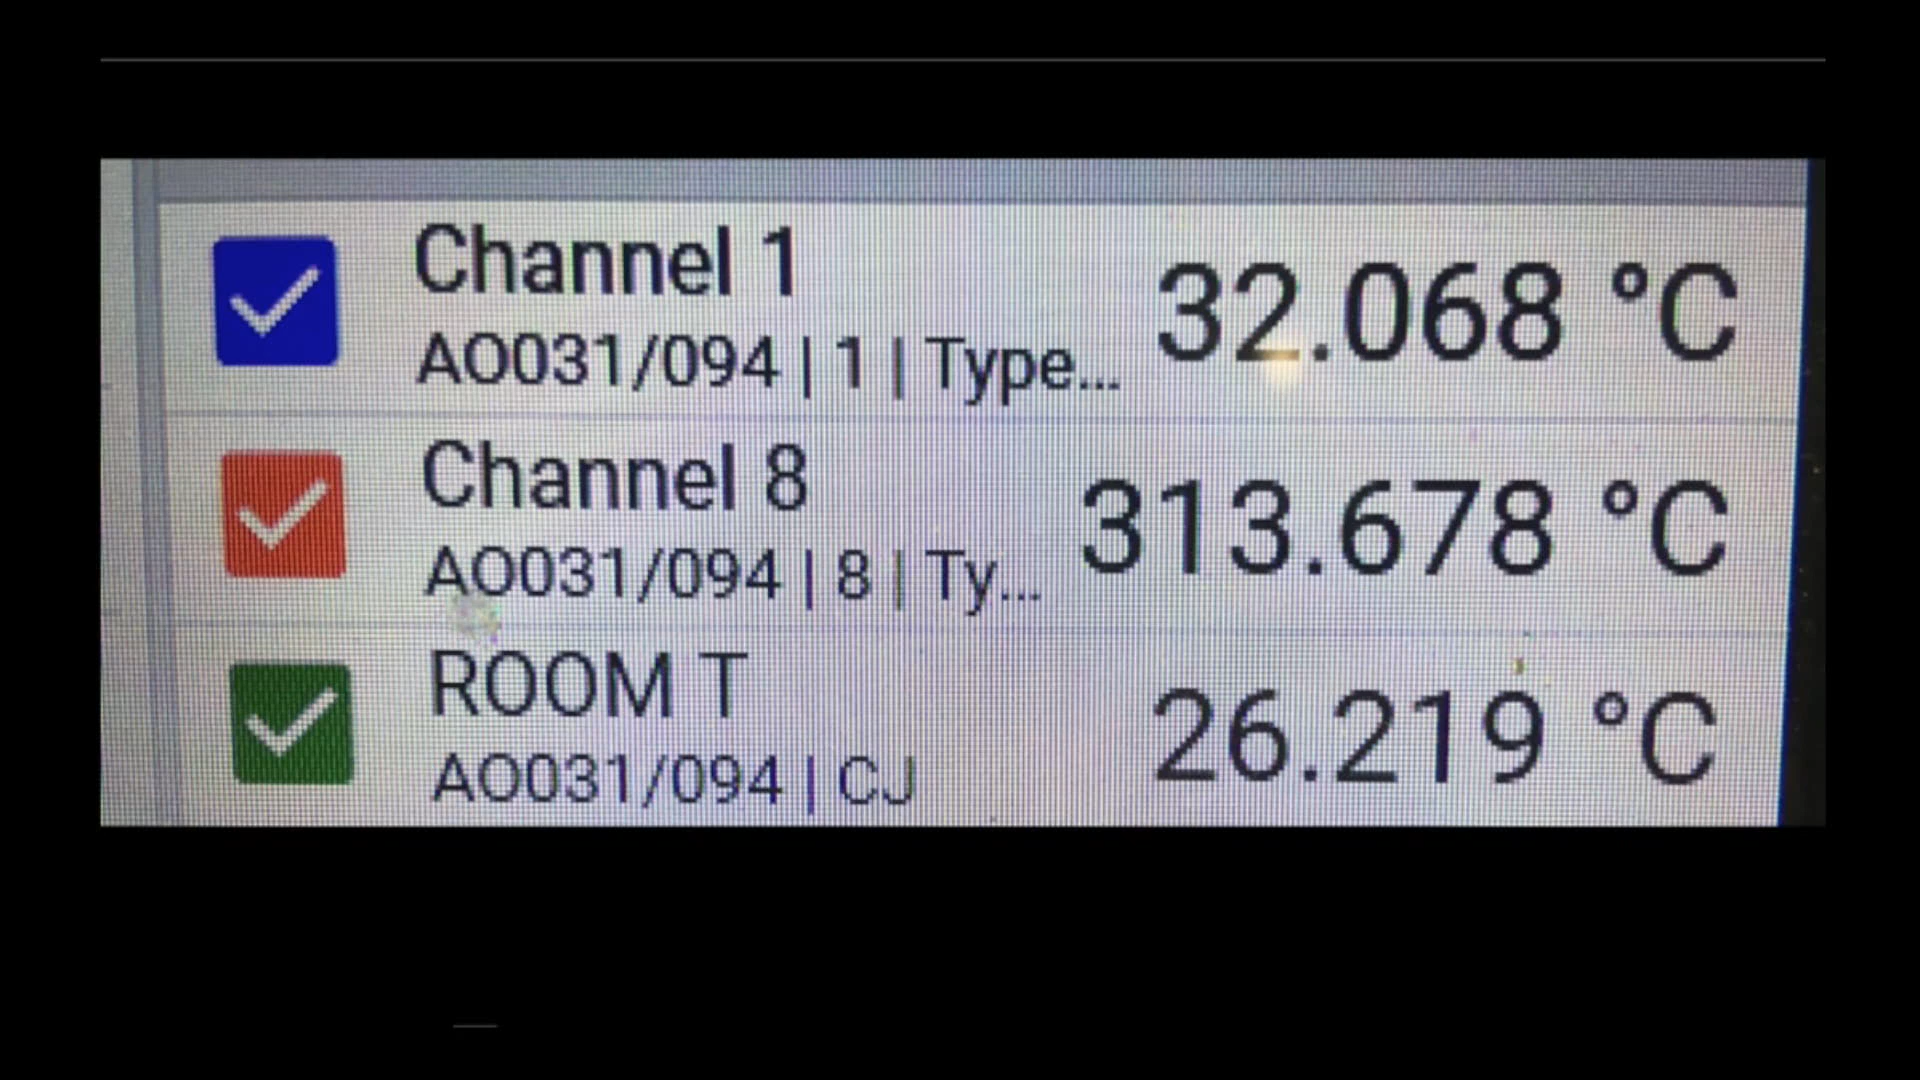 Channel 1
AO031/094 | 1 | Type...
32.068 °C
Channel 8
AO031/094 | 8 | Ty...
313.678 °C
ROOM T
AO031/094 | CJ
26.219 °C